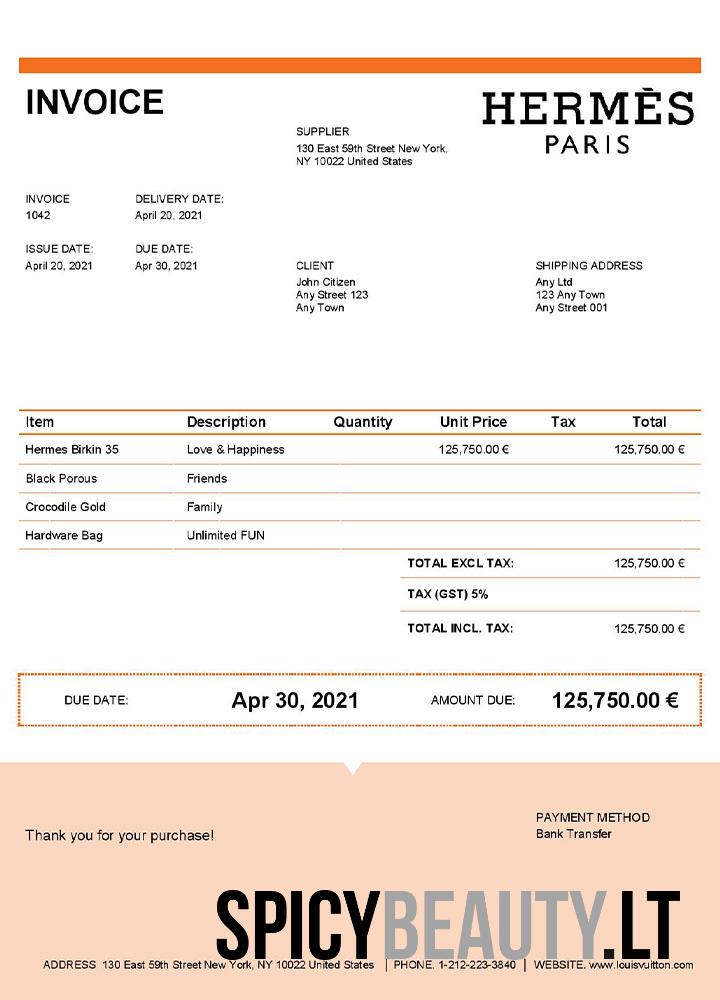 INVOICE
HERMÈS
PARIS
SUPPLIER
130 East 59th Street New York,
NY 10022 United States
INVOICE DELIVERY DATE:
1042 April 20, 2021
ISSUE DATE: DUE DATE:
April 20, 2021 Apr 30, 2021
CLIENT SHIPPING ADDRESS
John Citizen Any Ltd
Any Street 123 123 Any Town
Any Town Any Street 001
Item Description Quantity Unit Price Tax Total
Hermes Birkin 35 Love & Happiness 125,750.00 € 125,750.00 €
Black Porous Friends
Crocodile Gold Family
Hardware Bag Unlimited FUN
TOTAL EXCL TAX: 125,750.00 €
TAX (GST) 5%
TOTAL INCL. TAX: 125,750.00 €
DUE DATE: Apr 30, 2021 AMOUNT DUE: 125,750.00 €
PAYMENT METHOD
Bank Transfer
Thank you for your purchase!
SPICYBEAUTY.LT
ADDRESS 130 East 59th Street New York, NY 10022 United States | PHONE. 1-212-223-3840 | WEBSITE. www.louisvuitton.com